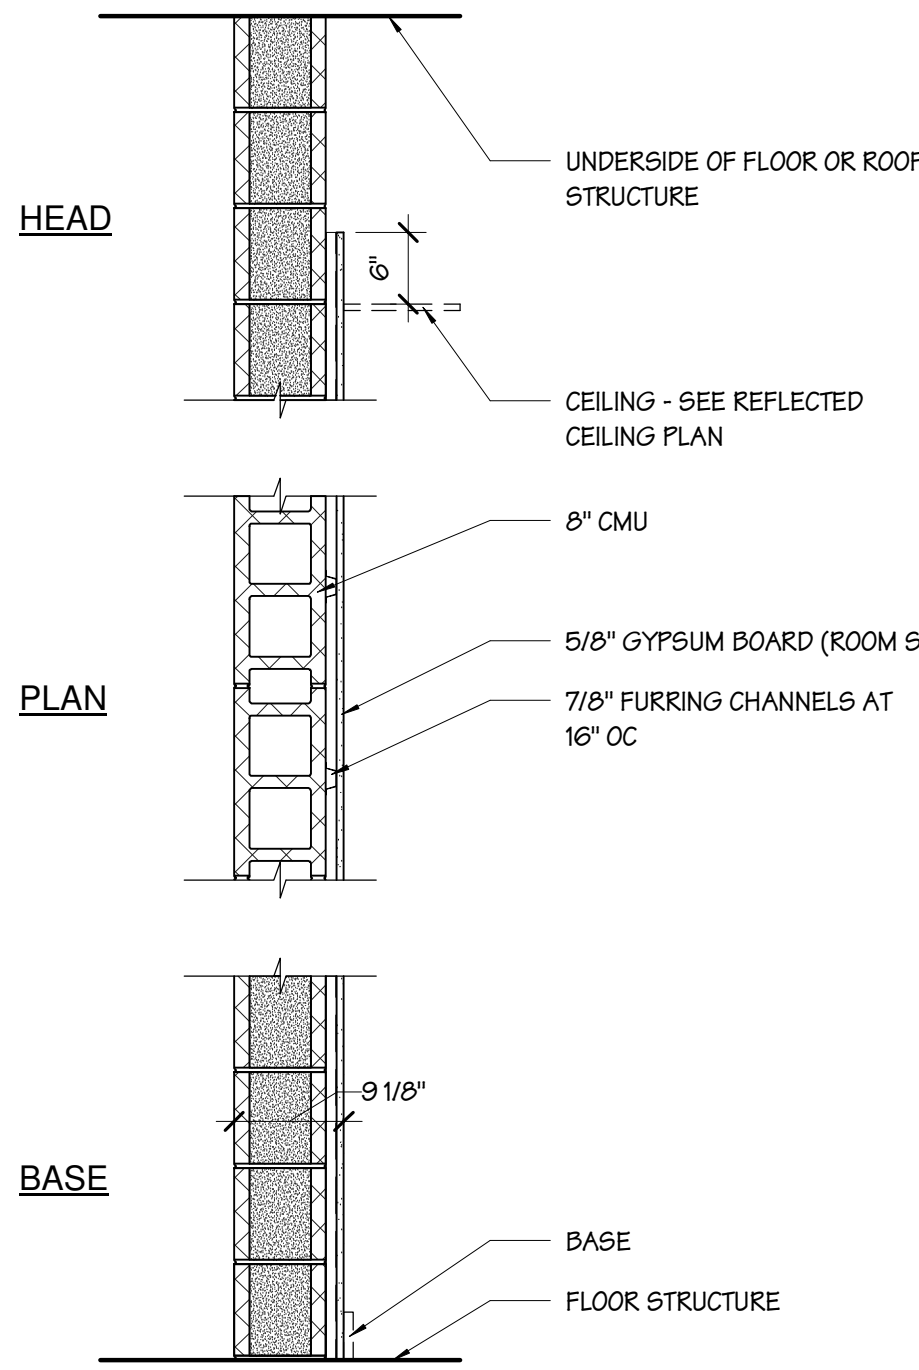 UNDERSIDE OF FLOOR OR ROOF
STRUCTURE
HEAD
6"
CEILING - SEE REFLECTED
CEILING PLAN
8" CMU
5/8" GYPSUM BOARD (ROOM
PLAN
7/8" FURRING CHANNELS AT
16" OC
9 1/8"
BASE
BASE
FLOOR STRUCTURE